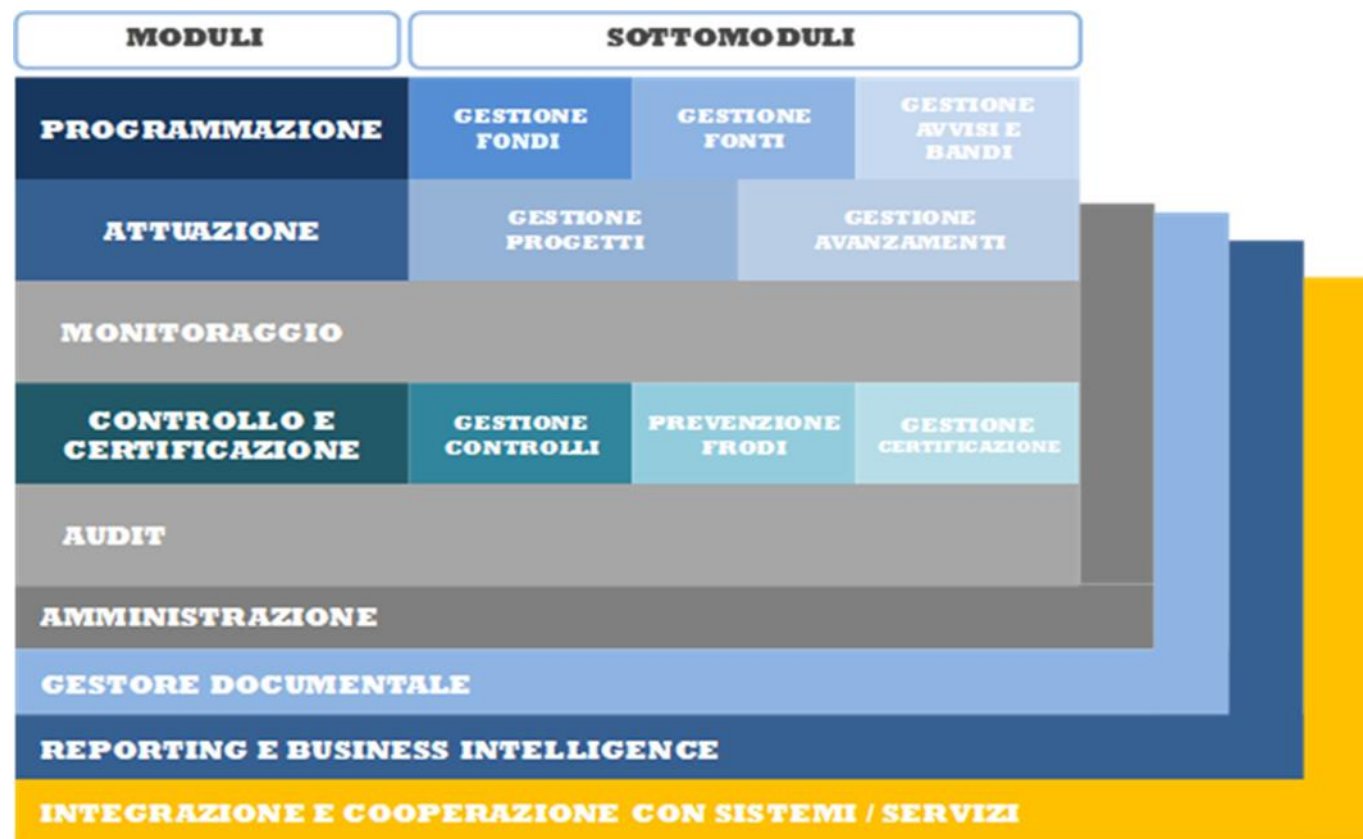 MODULI
SOTTOMODULI
PROGRAMMAZIONE
GESTIONE
FONDI
GESTIONE
FONTI
GESTIONE
AVVISI E
BANDI
ATTUAZIONE
GESTIONE
PROGETTI
GESTIONE
AVANZAMENTI
MONITORAGGIO
CONTROLLO E
CERTIFICAZIONE
GESTIONE
CONTROLLI
PREVENZIONE
FRODI
GESTIONE
CERTIFICAZIONE
AUDIT
AMMINISTRAZIONE
GESTORE DOCUMENTALE
REPORTING E BUSINESS INTELLIGENCE
INTEGRAZIONE E COOPERAZIONE CON SISTEMI / SERVIZI